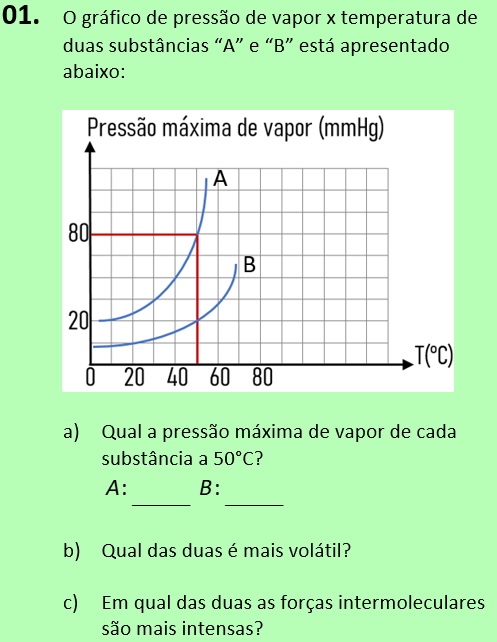 01. O gráfico de pressão de vapor x temperatura de
duas substâncias “A” e “B” está apresentado
abaixo:
Pressão máxima de vapor (mmHg)
A
80
B
20
T(ºC)
0 20 40 60 80
a) Qual a pressão máxima de vapor de cada
substância a 50°C?
A: ______ B: ______
b) Qual das duas é mais volátil?
c) Em qual das duas as forças intermoleculares
são mais intensas?